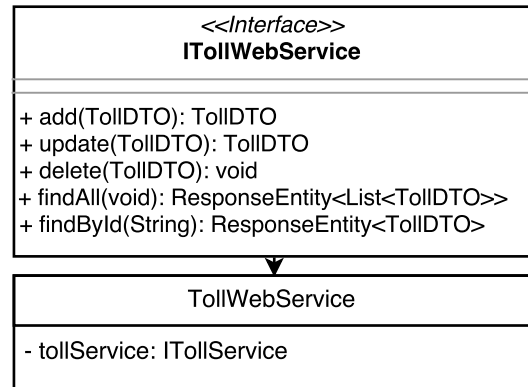 <<Interface>>
ITollWebService
+ add(TollDTO): TollDTO
+ update(TollDTO): TollDTO
+ delete(TollDTO): void
+ findAll(void): ResponseEntity<List<TollDTO>>
+ findById(String): ResponseEntity<TollDTO>
TollWebService
- tollService: ITollService